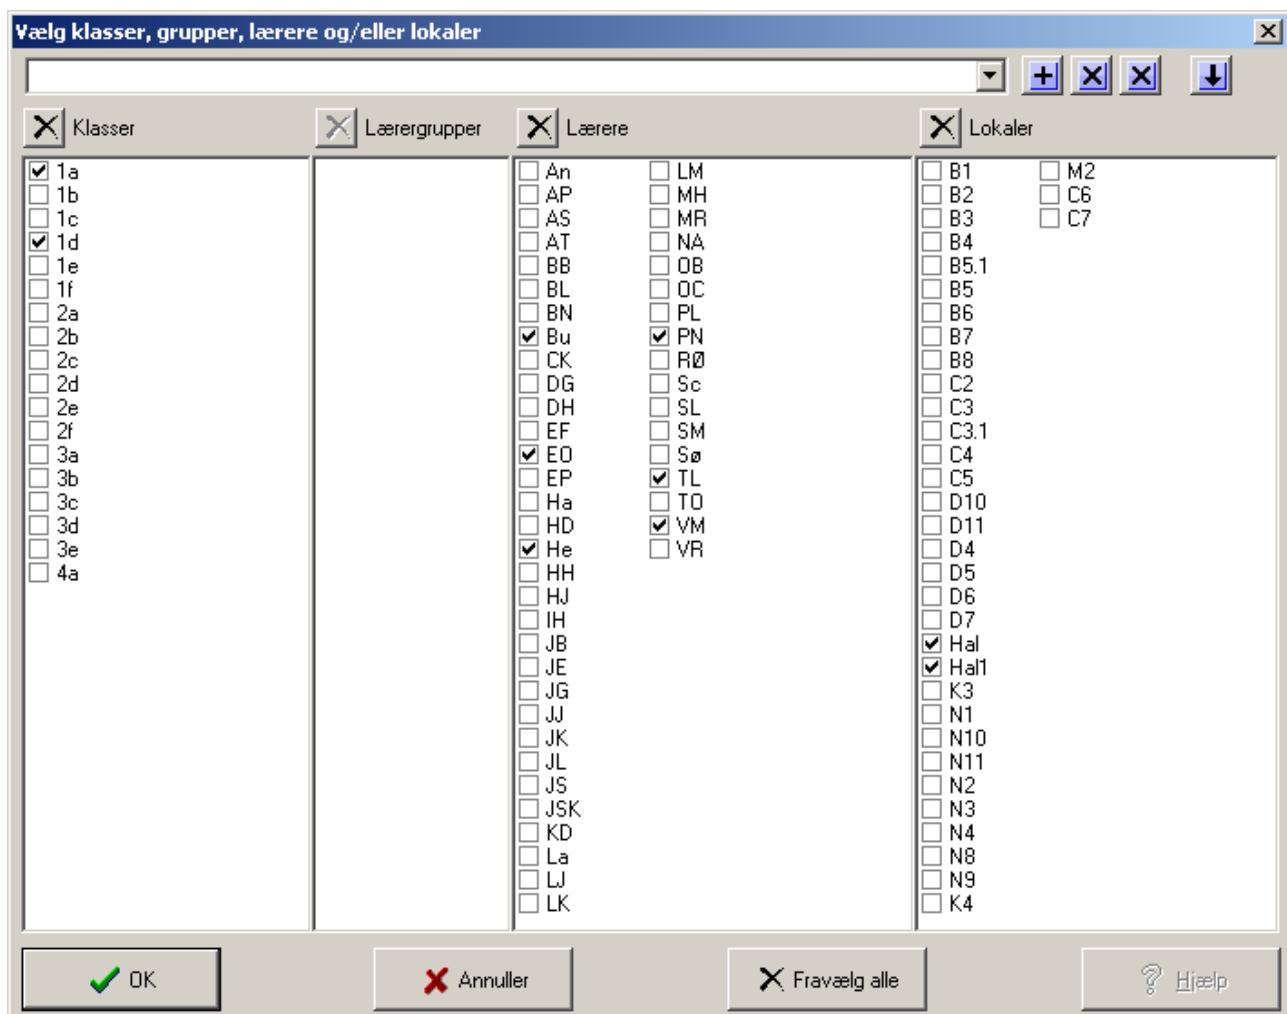 Vælg klasser, grupper, lærere og/eller lokaler
Klasser
Lærergrupper
Lærere
Lokaler
1a
1b
1c
1d
1e
1f
2a
2b
2c
2d
2e
2f
3a
3b
3c
3d
3e
4a
An
AP
AS
AT
BB
BL
BN
Bu
CK
DG
DH
EF
EO
EP
Ha
HD
He
HH
HJ
IH
JB
JE
JG
JJ
JK
JL
JS
JSK
KD
La
LJ
LK
LM
MH
MR
NA
OB
OC
PL
PN
RØ
Sc
SL
SM
Sø
TL
TO
VM
VR
B1
B2
B3
B4
B5.1
B5
B6
B7
B8
C2
C3
C3.1
C4
C5
D10
D11
D4
D5
D6
D7
Hal
Hal1
K3
N1
N10
N11
N2
N3
N4
N8
N9
K4
M2
C6
C7
OK
Annuller
Fravælg alle
Hjælp